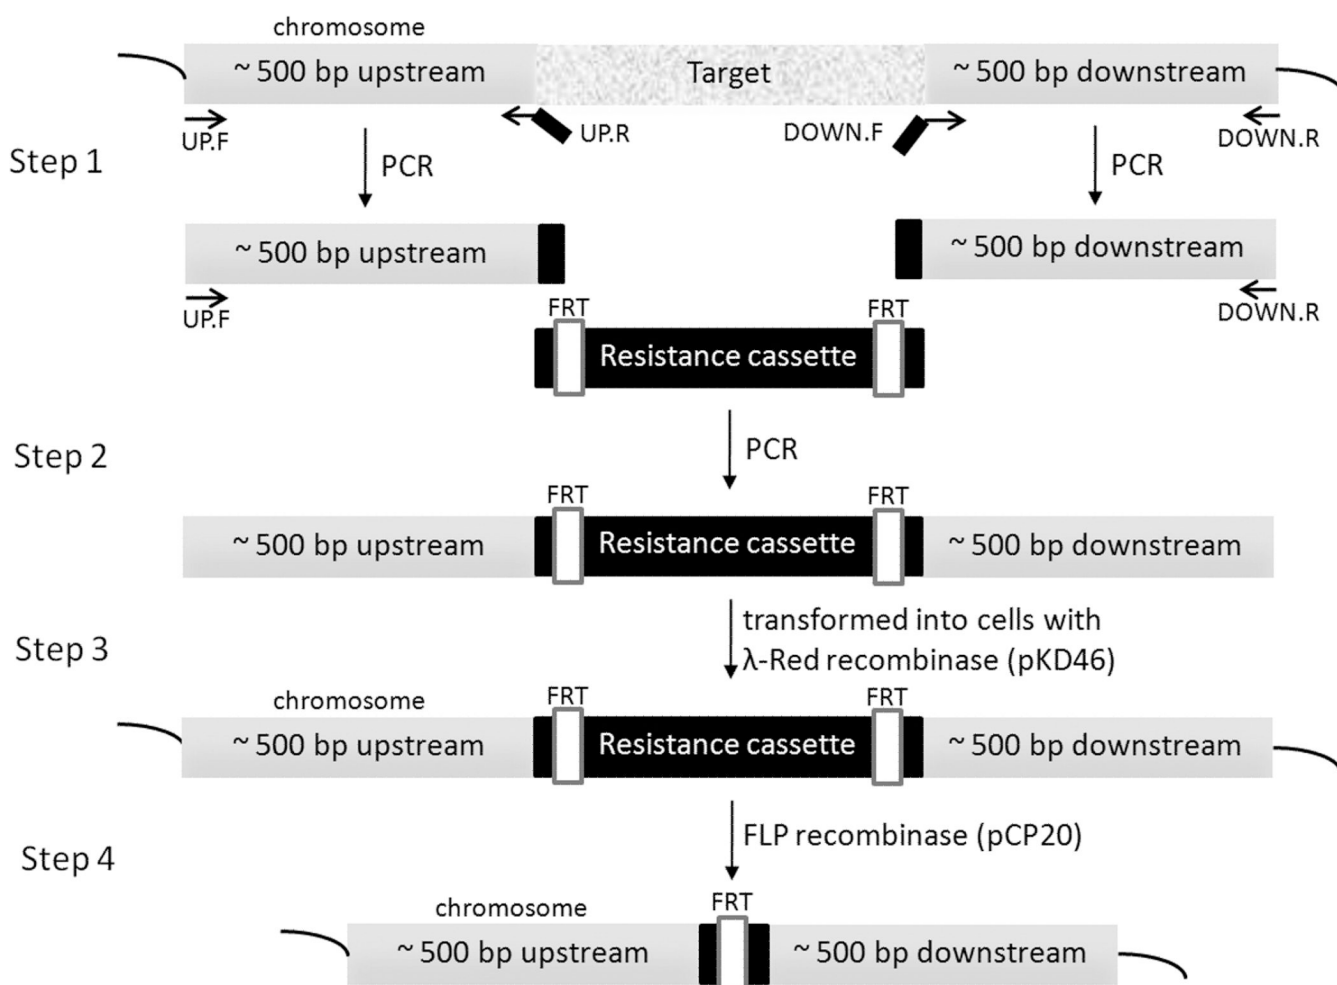 chromosome
~ 500 bp upstream
Target
~ 500 bp downstream
UP.F
UP.R
DOWN.F
DOWN.R
Step 1
PCR
PCR
~ 500 bp upstream
~ 500 bp downstream
UP.F
DOWN.R
FRT
FRT
Resistance cassette
Step 2
PCR
FRT
FRT
~ 500 bp upstream
Resistance cassette
~ 500 bp downstream
Step 3
transformed into cells with
λ-Red recombinase (pKD46)
chromosome
FRT
FRT
~ 500 bp upstream
Resistance cassette
~ 500 bp downstream
Step 4
FLP recombinase (pCP20)
chromosome
FRT
~ 500 bp upstream
~ 500 bp downstream